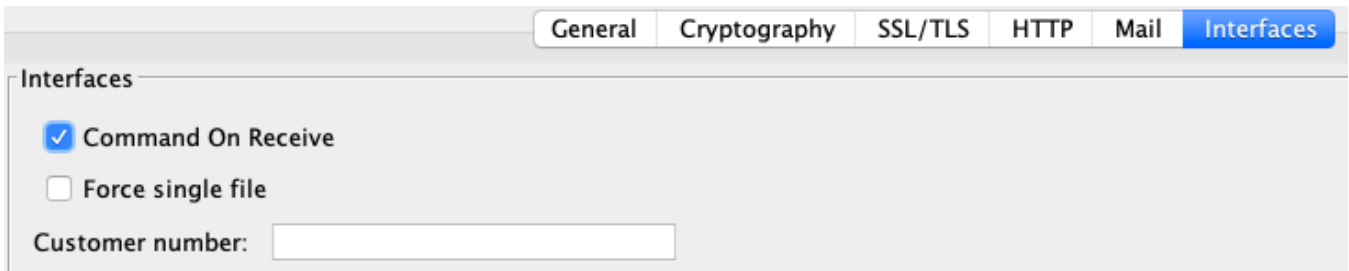 General Cryptography SSL/TLS HTTP Mail Interfaces
Interfaces
Command On Receive
Force single file
Customer number: